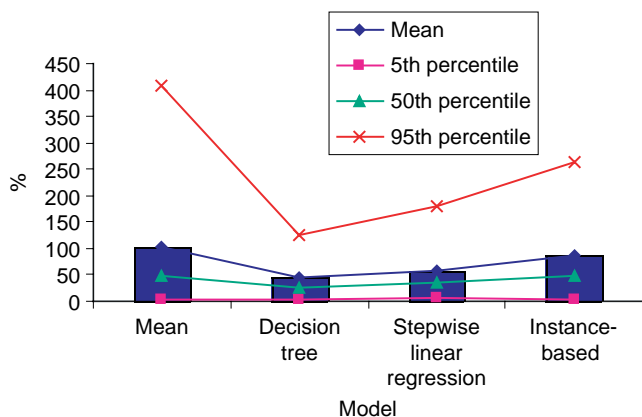 Mean
5th percentile
50th percentile
95th percentile
450
400
350
300
250
200
150
100
50
0
%
Mean
Decision
tree
Stepwise
linear
regression
Instance-
based
Model